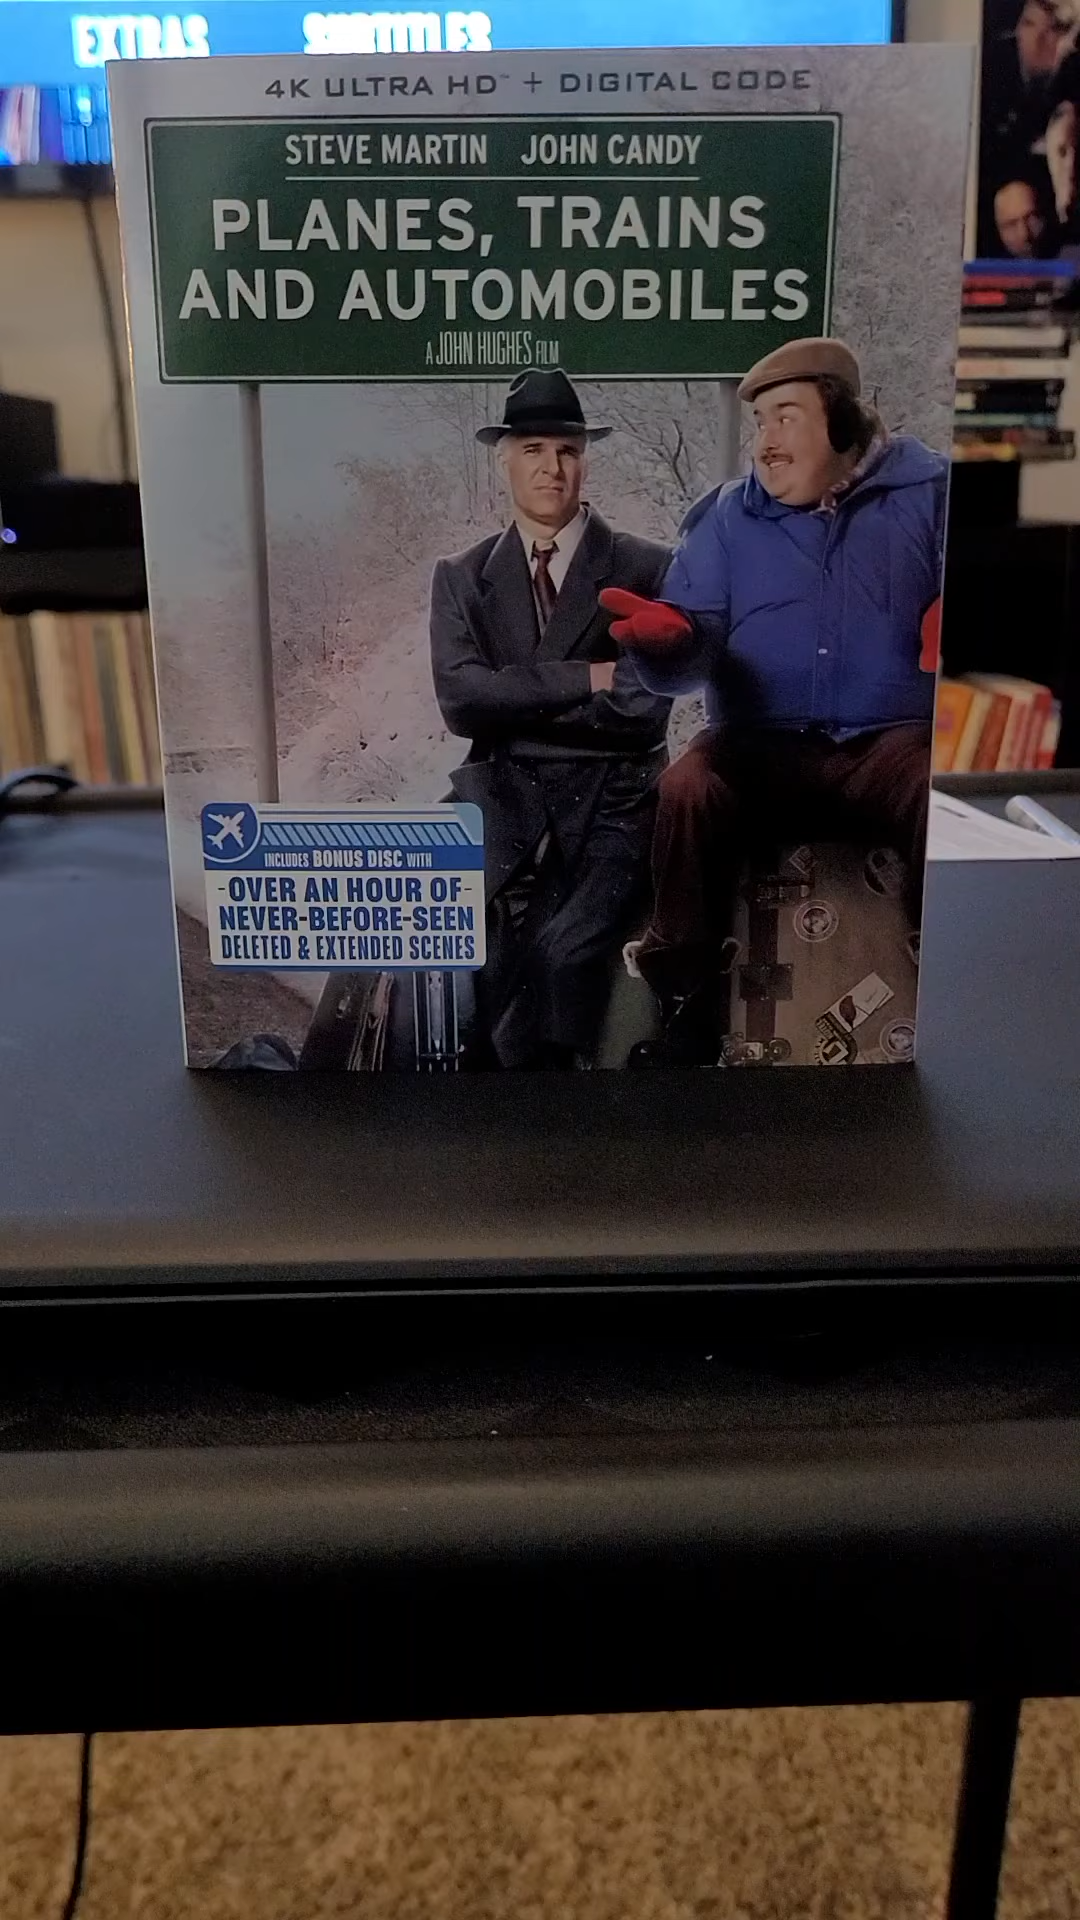 EXTRAS SUBTITLES
4K ULTRA HD™ + DIGITAL CODE
STEVE MARTIN JOHN CANDY
PLANES, TRAINS
AND AUTOMOBILES
A JOHN HUGHES FILM
INCLUDES BONUS DISC WITH
-OVER AN HOUR OF-
NEVER-BEFORE-SEEN
DELETED & EXTENDED SCENES